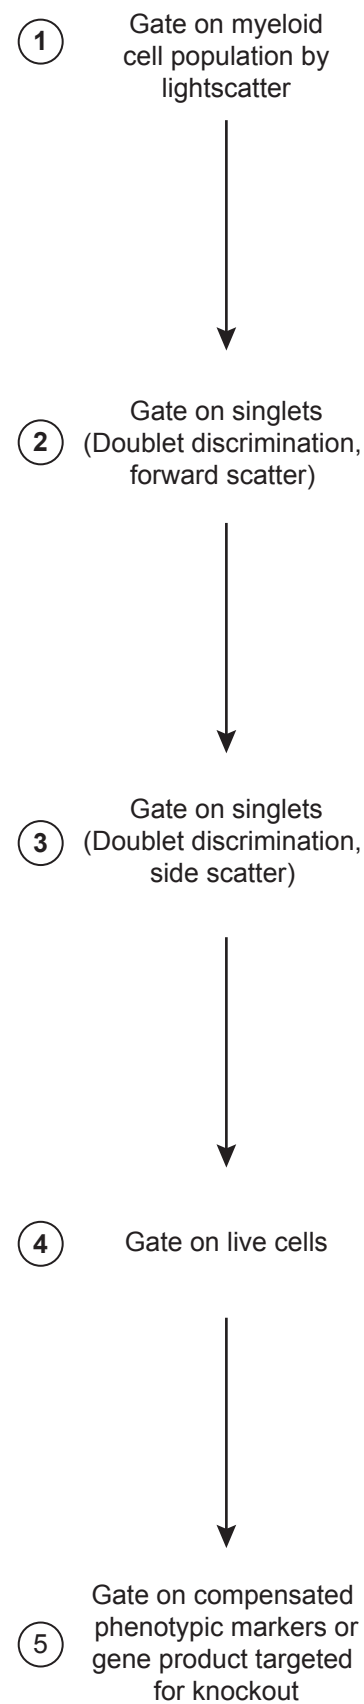 1
Gate on myeloid
cell population by
lightscatter
2
Gate on singlets
(Doublet discrimination,
forward scatter)
3
Gate on singlets
(Doublet discrimination,
side scatter)
4
Gate on live cells
5
Gate on compensated
phenotypic markers or
gene product targeted
for knockout